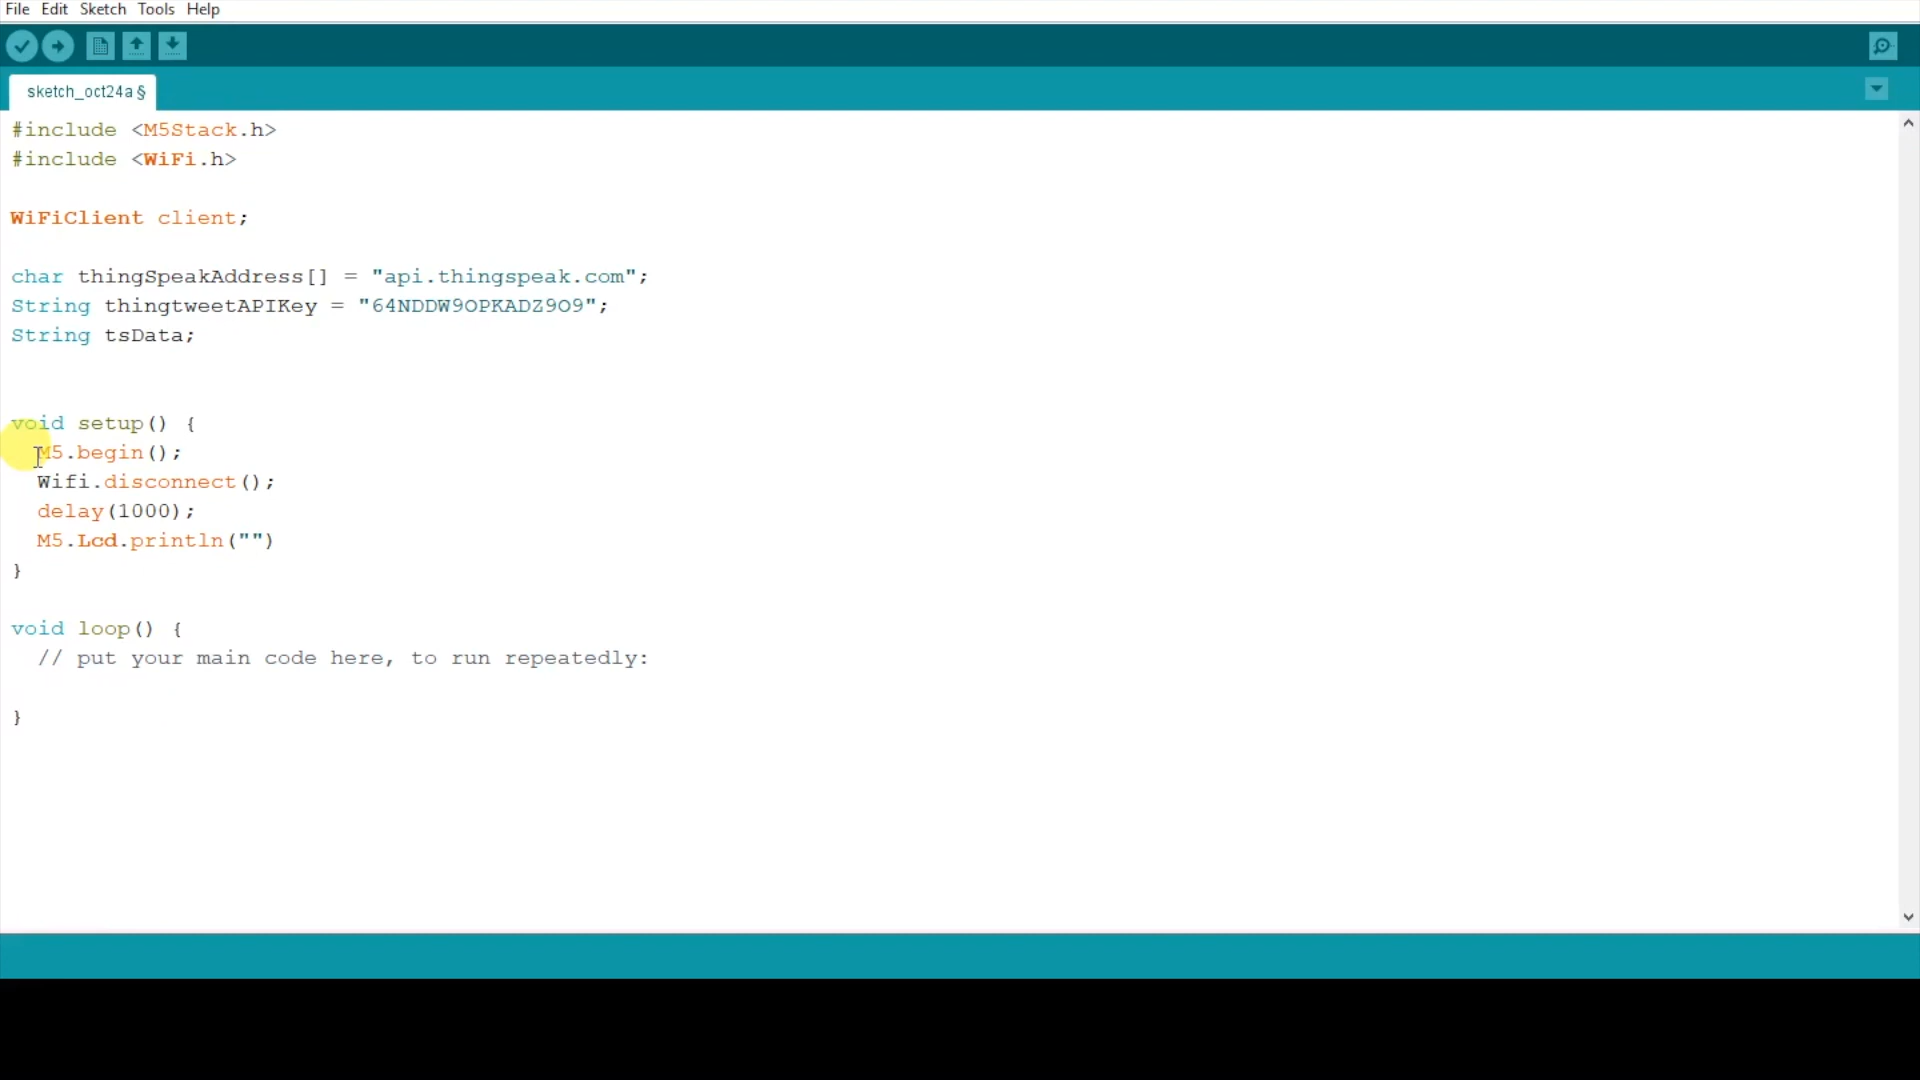 File Edit Sketch Tools Help
sketch_oct24a §
#include <M5Stack.h>
#include <WiFi.h>
WiFiClient client;
char thingSpeakAddress[] = "api.thingspeak.com";
String thingtweetAPIKey = "64NDDW9OPKADZ9O9";
String tsData;
void setup() {
M5.begin();
Wifi.disconnect();
delay(1000);
M5.Lcd.println("")
}
void loop() {
// put your main code here, to run repeatedly:
}